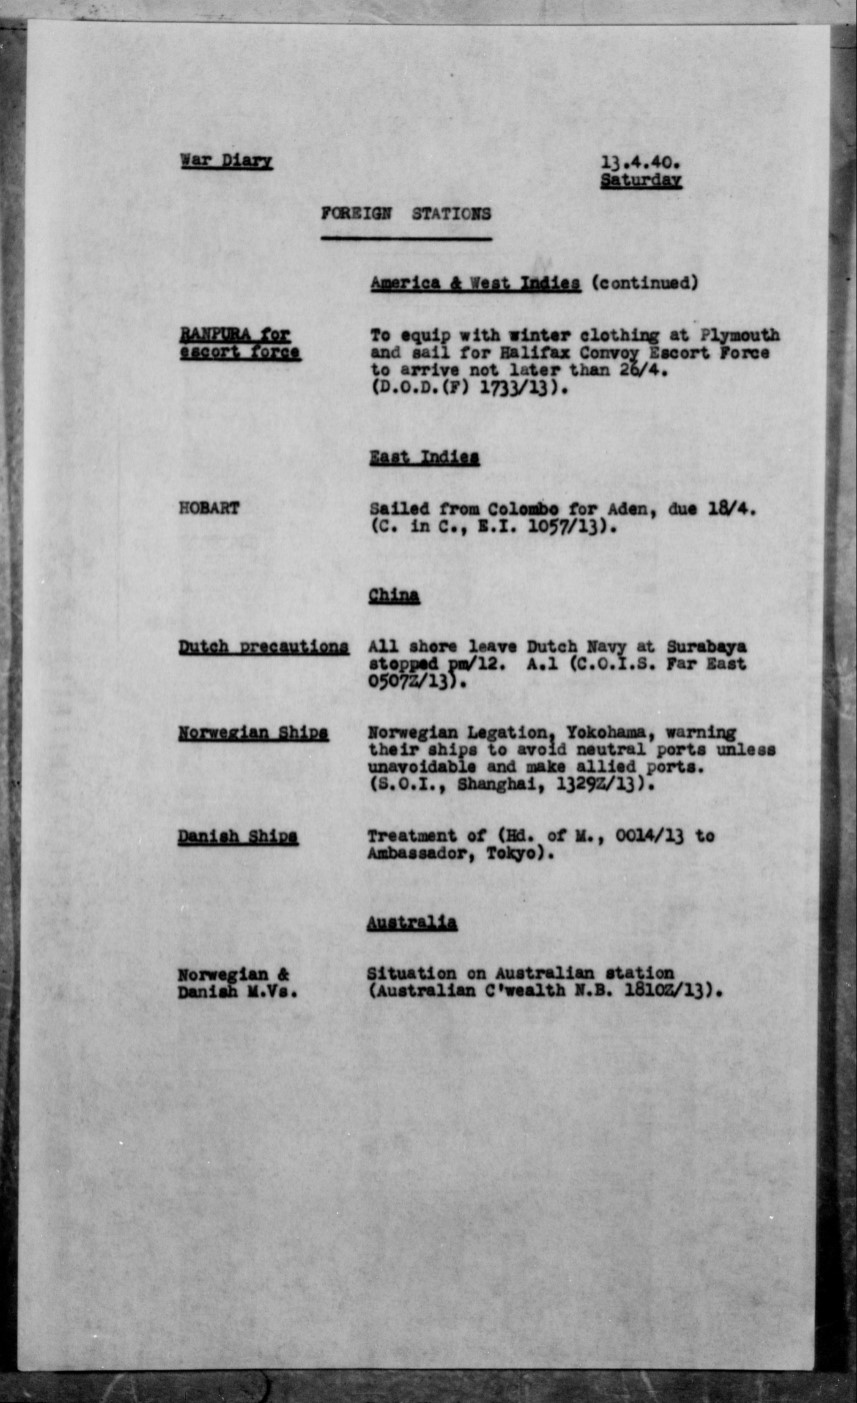 War Diary
13.4.40.
Saturday
FOREIGN STATIONS
America & West Indies (continued)
RANPURA for
escort force
To equip with winter clothing at Plymouth
and sail for Halifax Convoy Escort Force
to arrive not later than 26/4.
(D.O.D.(F) 1733/13).
East Indies
HOBART
Sailed from Colombo for Aden, due 18/4.
(C. in C., E.I. 1057/13).
China
Dutch precautions
All shore leave Dutch Navy at Surabaya
stopped pm/12. A.1 (C.O.I.S. Far East
0507Z/13).
Norwegian Ships
Norwegian Legation, Yokohama, warning
their ships to avoid neutral ports unless
unavoidable and make allied ports.
(S.O.I., Shanghai, 1329Z/13).
Danish Ships
Treatment of (Hd. of M., 0014/13 to
Ambassador, Tokyo).
Australia
Norwegian &
Danish M.Vs.
Situation on Australian station
(Australian C'wealth N.B. 1810Z/13).